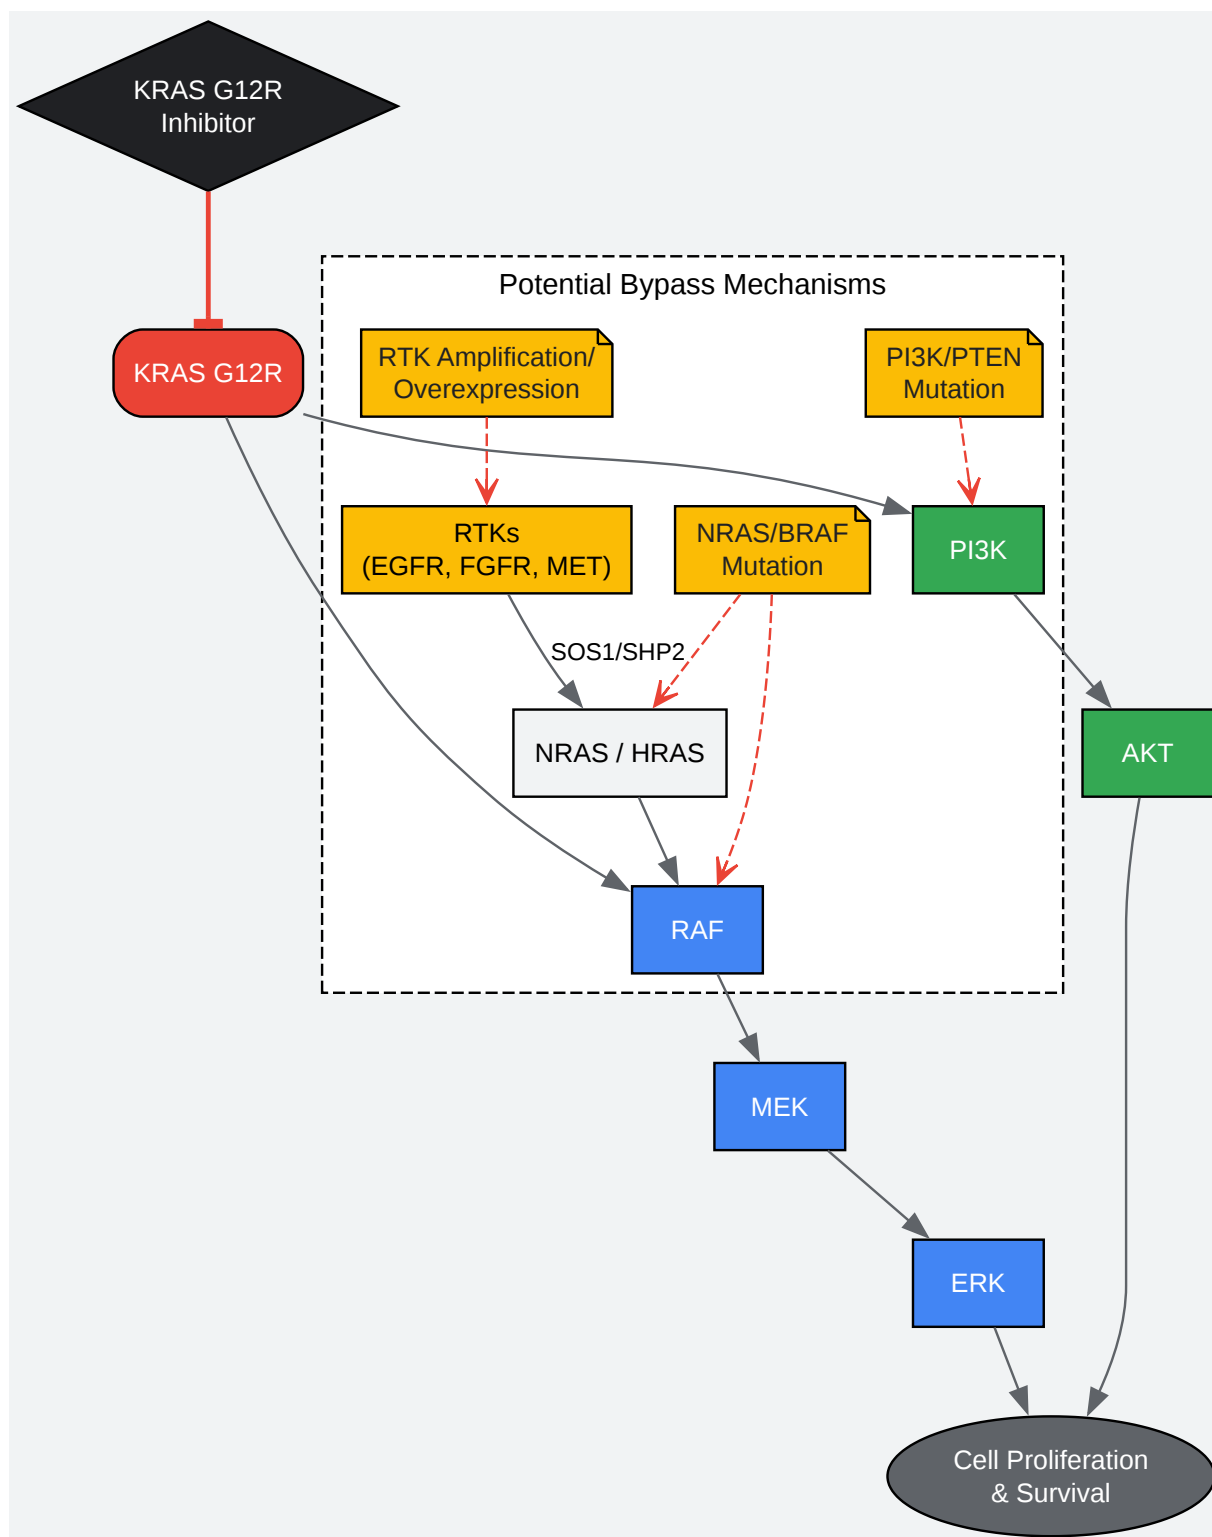 KRAS G12R
Inhibitor
Potential Bypass Mechanisms
KRAS G12R
RTK Amplification/
Overexpression
PI3K/PTEN
Mutation
RTKs
(EGFR, FGFR, MET)
NRAS/BRAF
Mutation
PI3K
SOS1/SHP2
NRAS / HRAS
AKT
RAF
MEK
ERK
Cell Proliferation
& Survival